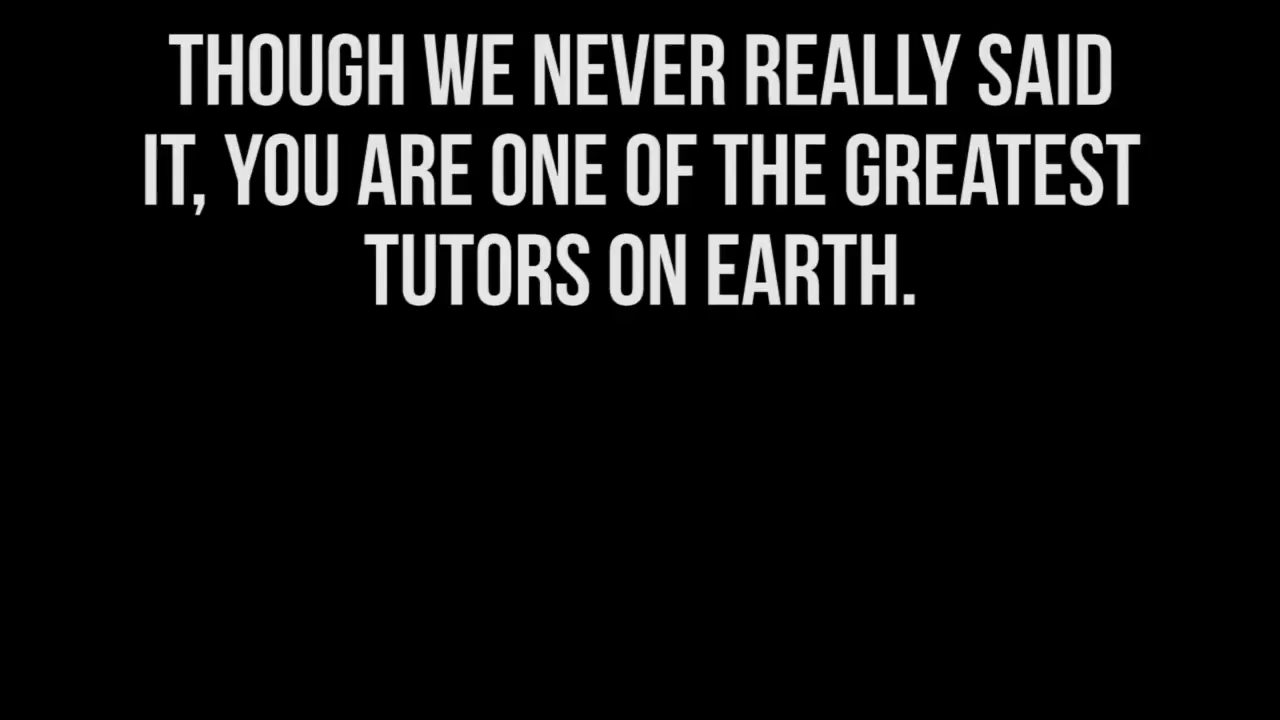 THOUGH WE NEVER REALLY SAID
IT, YOU ARE ONE OF THE GREATEST
TUTORS ON EARTH.